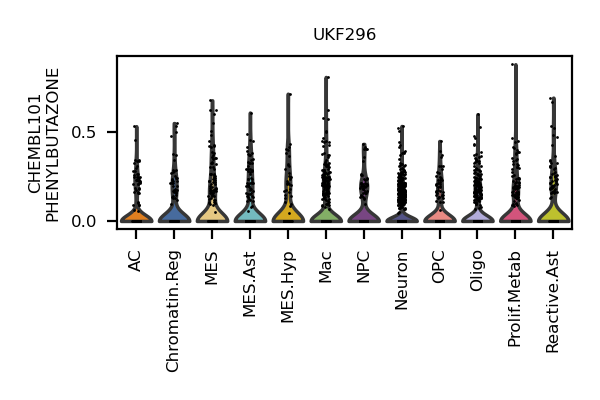 UKF296
CHEMBL101
PHENYLBUTAZONE
0.5
0.0
AC
Chromatin.Reg
MES
MES.Ast
MES.Hyp
Mac
NPC
Neuron
OPC
Oligo
Prolif.Metab
Reactive.Ast